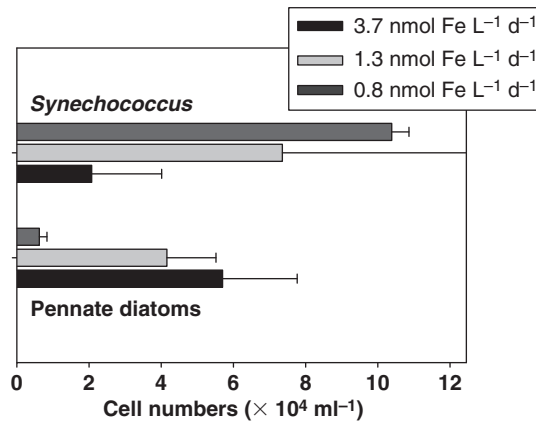 3.7 nmol Fe L⁻¹ d⁻¹
1.3 nmol Fe L⁻¹ d⁻¹
0.8 nmol Fe L⁻¹ d⁻¹
Synechococcus
Pennate diatoms
0 2 4 6 8 10 12
Cell numbers (× 10⁴ ml⁻¹)